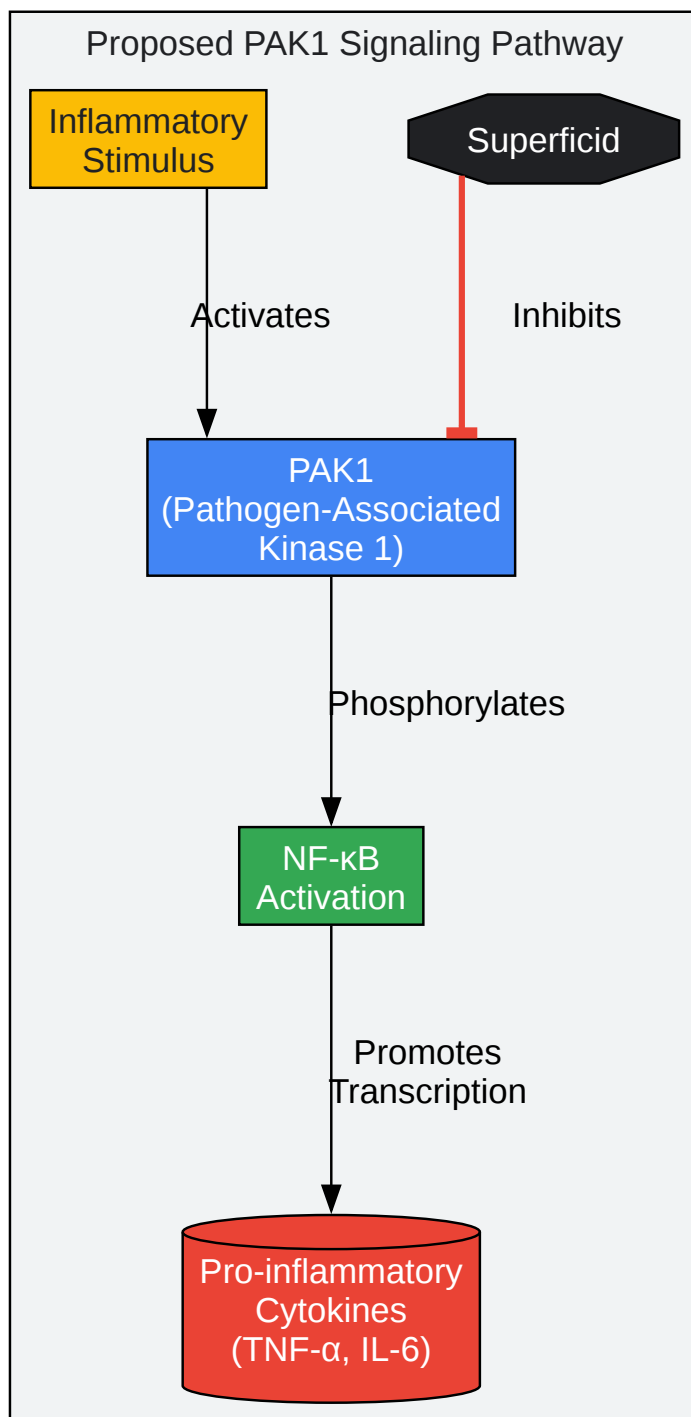 Proposed PAK1 Signaling Pathway
Inflammatory
Stimulus
Superficid
Activates
Inhibits
PAK1
(Pathogen-Associated
Kinase 1)
Phosphorylates
NF-κB
Activation
Promotes
Transcription
Pro-inflammatory
Cytokines
(TNF-α, IL-6)